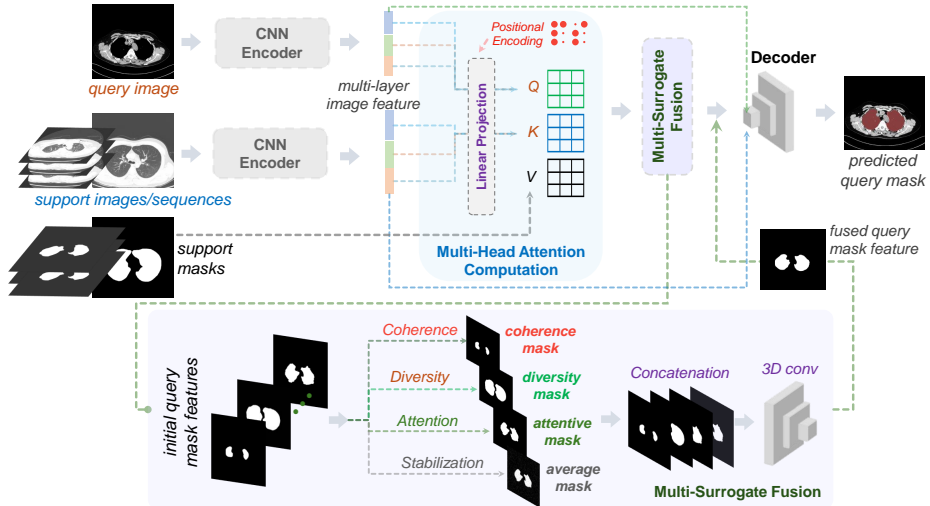 CNN
Encoder
query image
multi-layer
image feature
CNN
Encoder
support images/sequences
support
masks
Positional
Encoding
Linear Projection
Q
K
V
Multi-Head Attention
Computation
Multi-Surrogate
Fusion
Decoder
predicted
query mask
fused query
mask feature
initial query
mask features
Coherence
coherence
mask
Diversity
diversity
mask
Attention
attentive
mask
Stabilization
average
mask
Concatenation
3D conv
Multi-Surrogate Fusion